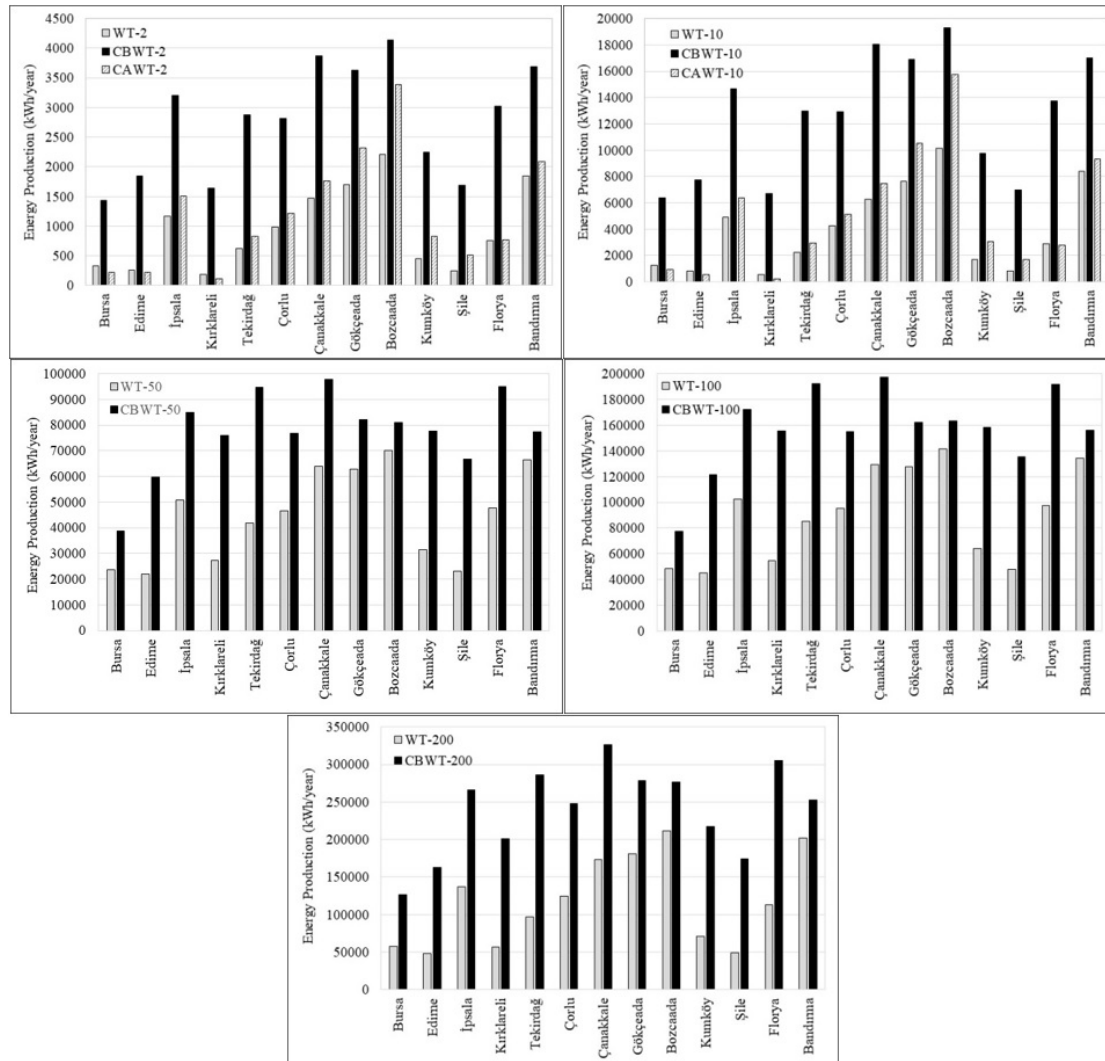 Energy Production (kWh/year)
4500
4000
3500
3000
2500
2000
1500
1000
500
0
WT-2
CBWT-2
CAWT-2
Bursa
Edirne
İpsala
Kırklareli
Tekirdağ
Çorlu
Çanakkale
Gökçeada
Bozcaada
Kumköy
Şile
Florya
Bandırma
Energy Production (kWh/year)
20000
18000
16000
14000
12000
10000
8000
6000
4000
2000
0
WT-10
CBWT-10
CAWT-10
Bursa
Edirne
İpsala
Kırklareli
Tekirdağ
Çorlu
Çanakkale
Gökçeada
Bozcaada
Kumköy
Şile
Florya
Bandırma
Energy Production (kWh/year)
100000
90000
80000
70000
60000
50000
40000
30000
20000
10000
0
WT-50
CBWT-50
Bursa
Edirne
İpsala
Kırklareli
Tekirdağ
Çorlu
Çanakkale
Gökçeada
Bozcaada
Kumköy
Şile
Florya
Bandırma
Energy Production (kWh/year)
200000
180000
160000
140000
120000
100000
80000
60000
40000
20000
0
WT-100
CBWT-100
Bursa
Edirne
İpsala
Kırklareli
Tekirdağ
Çorlu
Çanakkale
Gökçeada
Bozcaada
Kumköy
Şile
Florya
Bandırma
Energy Production (kWh/year)
350000
300000
250000
200000
150000
100000
50000
0
WT-200
CBWT-200
Bursa
Edirne
İpsala
Kırklareli
Tekirdağ
Çorlu
Çanakkale
Gökçeada
Bozcaada
Kumköy
Şile
Florya
Bandırma